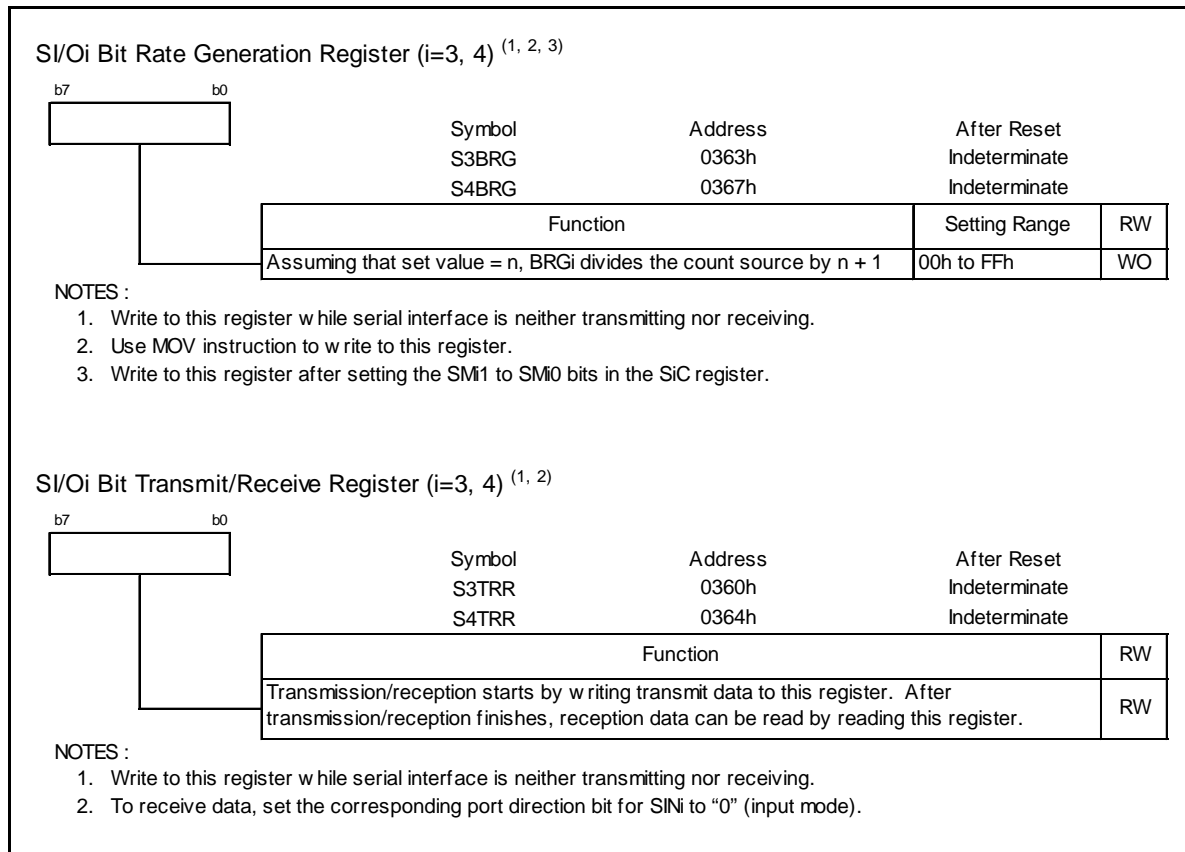 SI/Oi Bit Rate Generation Register (i=3, 4) (1, 2, 3)
b7 b0
Symbol Address After Reset
S3BRG 0363h Indeterminate
S4BRG 0367h Indeterminate
Function Setting Range RW
Assuming that set value = n, BRGi divides the count source by n + 1 00h to FFh WO
NOTES :
1. Write to this register while serial interface is neither transmitting nor receiving.
2. Use MOV instruction to write to this register.
3. Write to this register after setting the SMi1 to SMi0 bits in the SiC register.
SI/Oi Bit Transmit/Receive Register (i=3, 4) (1, 2)
b7 b0
Symbol Address After Reset
S3TRR 0360h Indeterminate
S4TRR 0364h Indeterminate
Function RW
Transmission/reception starts by writing transmit data to this register. After
transmission/reception finishes, reception data can be read by reading this register. RW
NOTES :
1. Write to this register while serial interface is neither transmitting nor receiving.
2. To receive data, set the corresponding port direction bit for SINi to “0” (input mode).